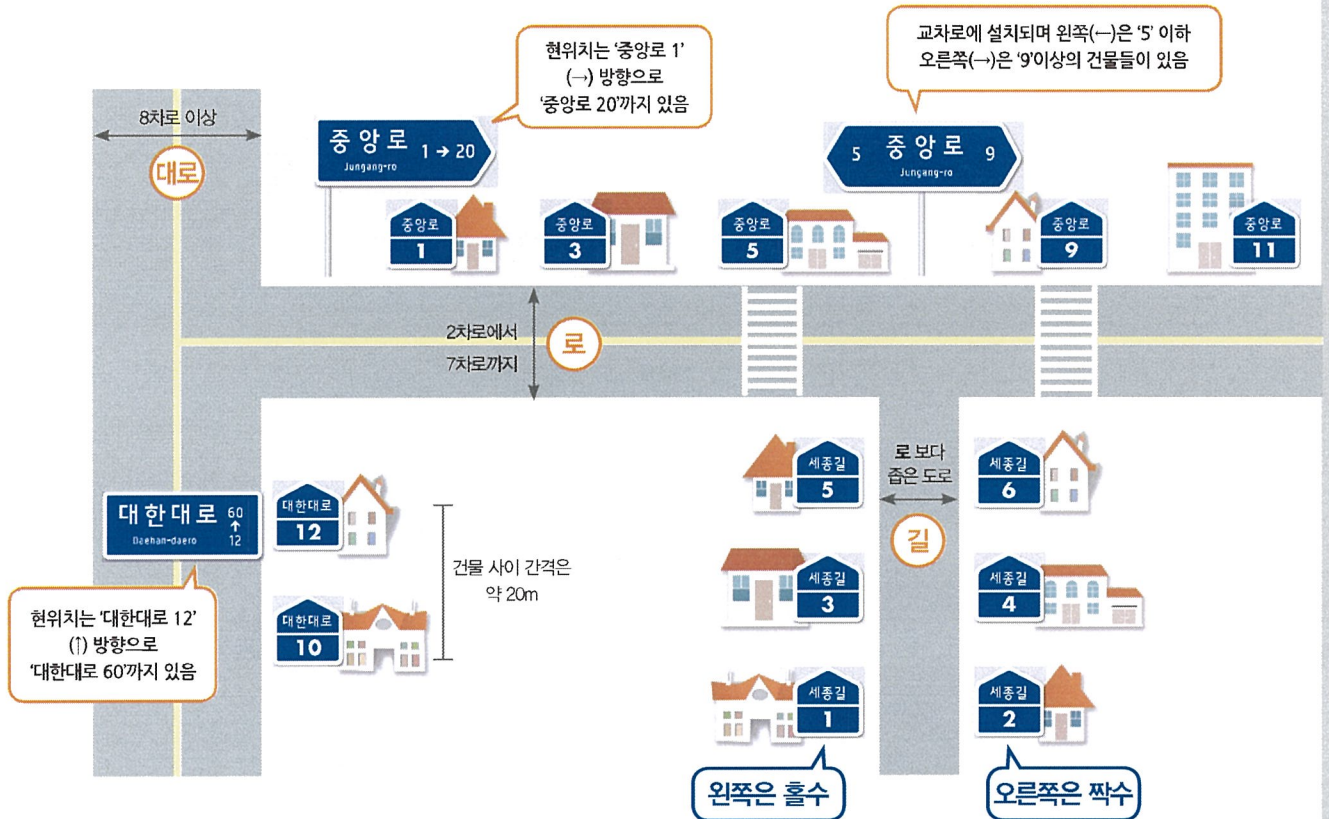 현위치는 ‘중앙로 1’
(→) 방향으로
‘중앙로 20’까지 있음
교차로에 설치되며 왼쪽(←)은 ‘5’ 이하
오른쪽(→)은 ‘9’이상의 건물들이 있음
8차로 이상
대로
중앙로 1 → 20
Jungang-ro
5 중앙로 9
Jungang-ro
중앙로
1
중앙로
3
중앙로
5
중앙로
9
중앙로
11
2차로에서
7차로까지
로
대한대로 60
↑
Daehan-daero 12
대한대로
12
대한대로
10
건물 사이 간격은
약 20m
현위치는 ‘대한대로 12’
(↑) 방향으로
‘대한대로 60’까지 있음
로 보다
좁은 도로
길
세종길
5
세종길
6
세종길
3
세종길
4
세종길
1
세종길
2
왼쪽은 홀수
오른쪽은 짝수